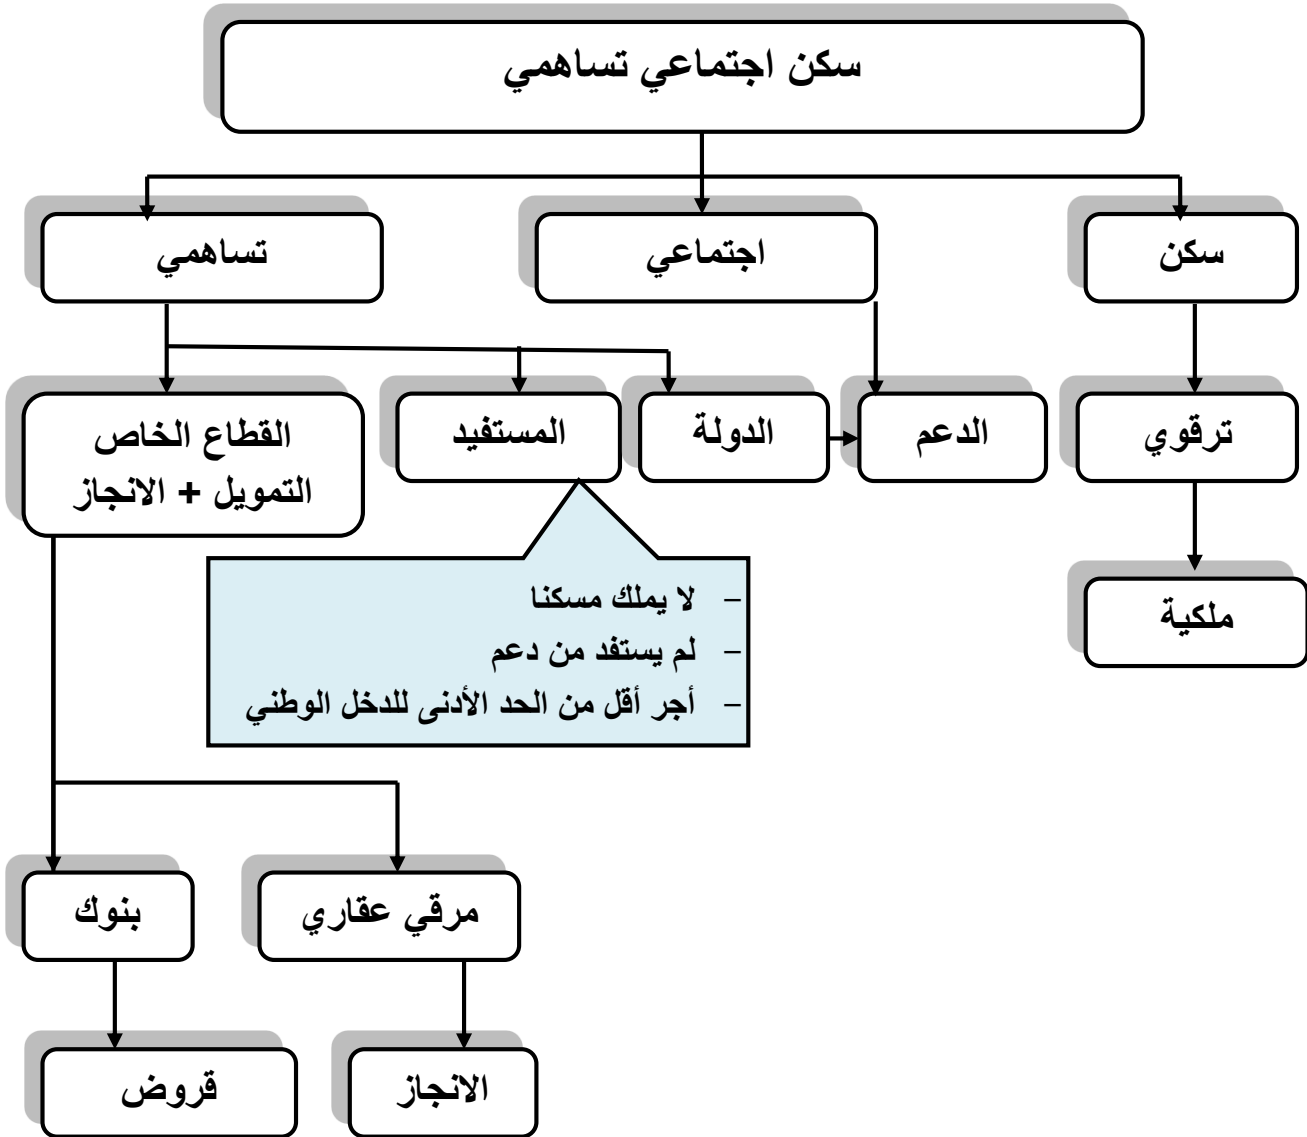 سكن اجتماعي تساهمي
سكن
اجتماعي
تساهمي
ترقوي
الدعم
الدولة
المستفيد
القطاع الخاص
التمويل + الانجاز
ملكية
– لا يملك مسكنا
– لم يستفد من دعم
– أجر أقل من الحد الأدنى للدخل الوطني
مرقي عقاري
بنوك
الانجاز
قروض